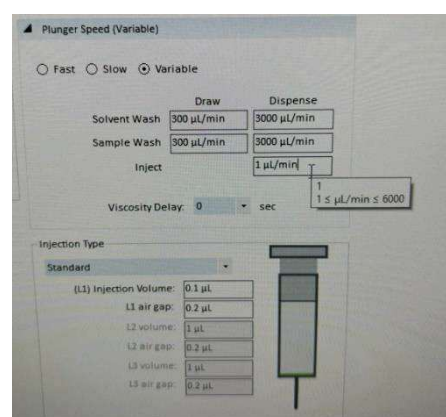 Plunger Speed (Variable)
Fast Slow Variable
Draw Dispense
Solvent Wash 300 µL/min 3000 µL/min
Sample Wash 300 µL/min 3000 µL/min
Inject 1 µL/min
1
1 ≤ µL/min ≤ 6000
Viscosity Delay: 0 sec
Injection Type
Standard
(L1) Injection Volume: 0.1 µL
L1 air gap: 0.2 µL
L2 volume: 1 µL
L2 air gap: 0.2 µL
L3 volume: 1 µL
L3 air gap: 0.2 µL